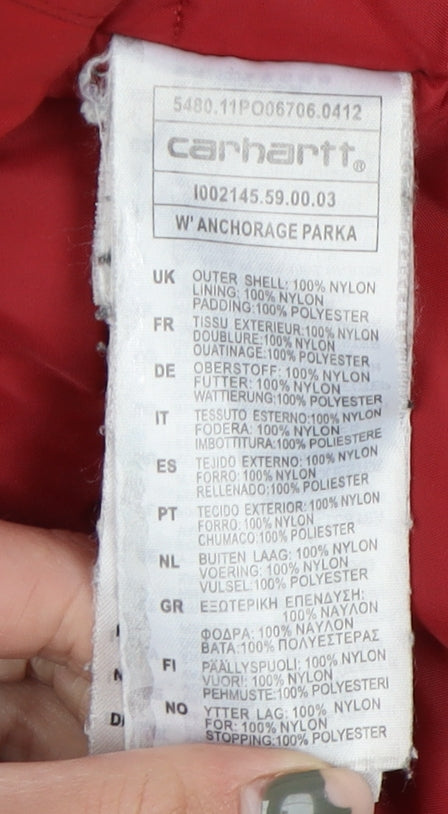 5480.11PO06706.0412
carhartt®
I002145.59.00.03
W' ANCHORAGE PARKA
UK OUTER SHELL: 100% NYLON
LINING: 100% NYLON
PADDING:100% POLYESTER
FR TISSU EXTERIEUR:100% NYLON
DOUBLURE:100% NYLON
OUATINAGE:100% POLYESTER
DE OBERSTOFF: 100% NYLON
FUTTER: 100% NYLON
WATTIERUNG:100% POLYESTER
IT TESSUTO ESTERNO:100% NYLON
FODERA: 100% NYLON
IMBOTTITURA:100% POLIESTERE
ES TEJIDO EXTERNO: 100% NYLON
FORRO: 100% NYLON
RELLENADO: 100% POLIESTER
PT TECIDO EXTERIOR: 100% NYLON
FORRO: 100% NYLON
CHUMACO: 100% POLIESTER
NL BUITEN LAAG: 100% NYLON
VOERING: 100% NYLON
VULSEL:100% POLYESTER
GR ΕΞΩΤΕΡΙΚΗ ΕΠΕΝΔΥΣΗ:
100% ΝΑΥΛΟΝ
ΦΟΔΡΑ: 100% ΝΑΥΛΟΝ
ΒΑΤΑ: 100% ΠΟΛΥΕΣΤΕΡΑΣ
FI PÄÄLLYSPUOLI: 100% NYLON
VUORI: 100% NYLON
PEHMUSTE:100% POLYESTERI
NO YTTER LAG: 100% NYLON
FOR: 100% NYLON
STOPPING:100% POLYESTER